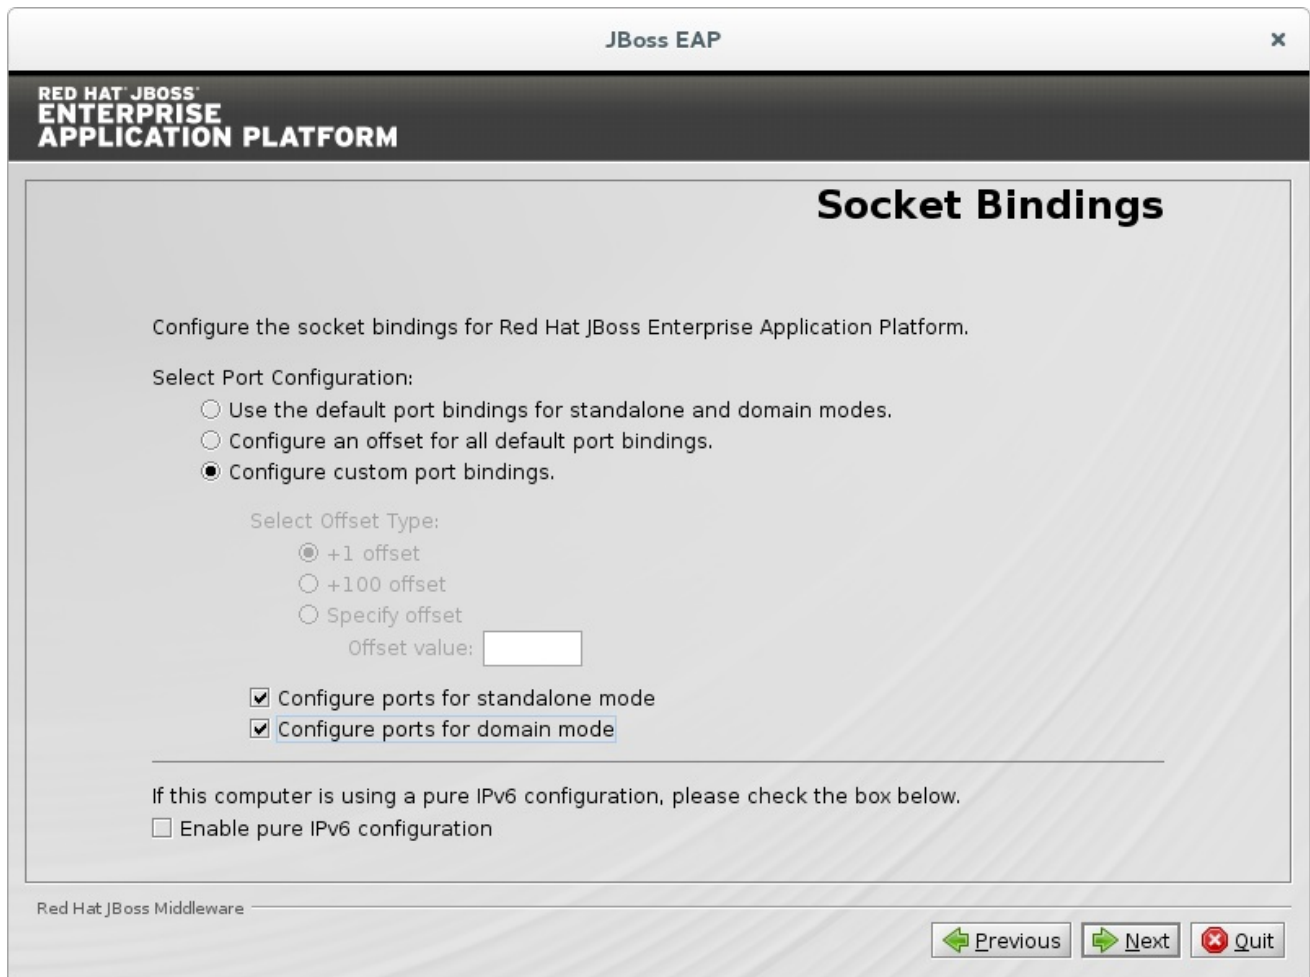 JBoss EAP
RED HAT JBOSS
ENTERPRISE
APPLICATION PLATFORM
Socket Bindings
Configure the socket bindings for Red Hat JBoss Enterprise Application Platform.
Select Port Configuration:
Use the default port bindings for standalone and domain modes.
Configure an offset for all default port bindings.
Configure custom port bindings.
Select Offset Type:
+1 offset
+100 offset
Specify offset
Offset value:
Configure ports for standalone mode
Configure ports for domain mode
If this computer is using a pure IPv6 configuration, please check the box below.
Enable pure IPv6 configuration
Red Hat JBoss Middleware
Previous Next Quit